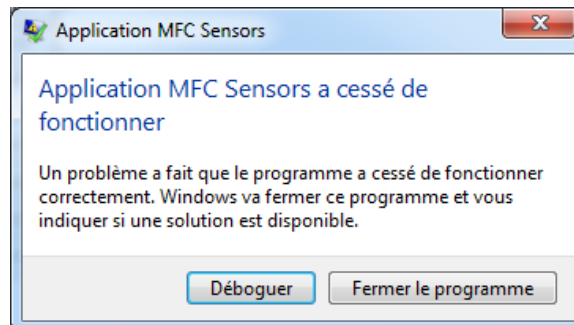 Application MFC Sensors
Application MFC Sensors a cessé de
fonctionner
Un problème a fait que le programme a cessé de fonctionner
correctement. Windows va fermer ce programme et vous
indiquer si une solution est disponible.
Déboguer Fermer le programme